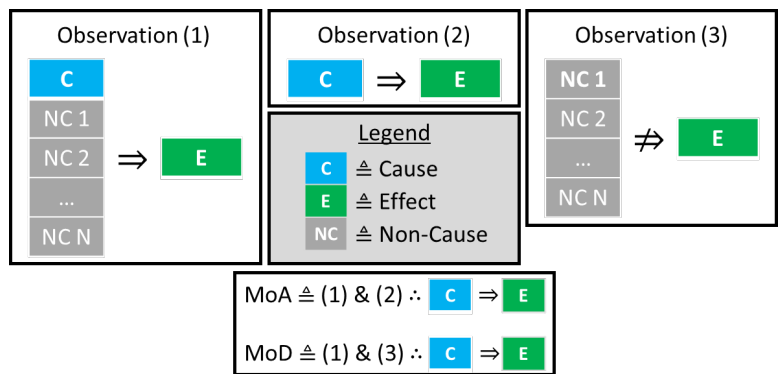 Observation (1)
C
NC 1
NC 2
...
NC N
⇒
E
Observation (2)
C ⇒ E
Legend
C ≜ Cause
E ≜ Effect
NC ≜ Non-Cause
Observation (3)
NC 1
NC 2
...
NC N
⇏
E
MoA ≜ (1) & (2) ∴ C ⇒ E
MoD ≜ (1) & (3) ∴ C ⇒ E